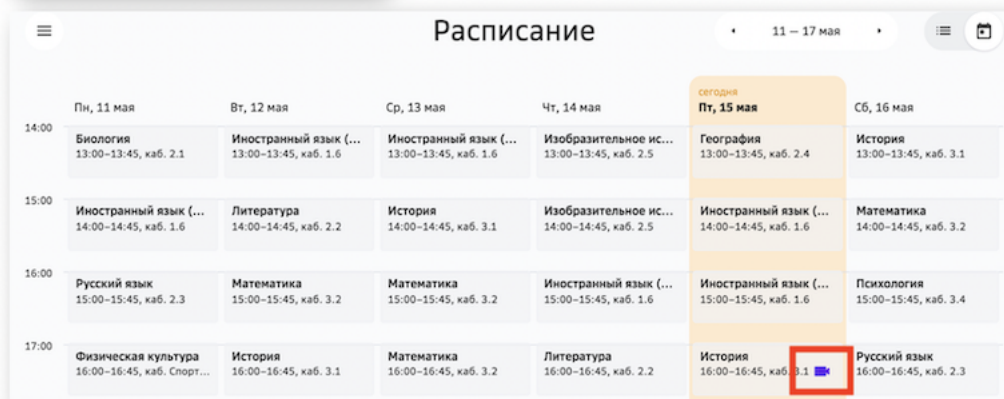 Расписание
11 — 17 мая
сегодня
Пн, 11 мая
Вт, 12 мая
Ср, 13 мая
Чт, 14 мая
Пт, 15 мая
Сб, 16 мая
14:00
Биология
13:00–13:45, каб. 2.1
Иностранный язык (...
13:00–13:45, каб. 1.6
Иностранный язык (...
13:00–13:45, каб. 1.6
Изобразительное ис...
13:00–13:45, каб. 2.5
География
13:00–13:45, каб. 2.4
История
13:00–13:45, каб. 3.1
15:00
Иностранный язык (...
14:00–14:45, каб. 1.6
Литература
14:00–14:45, каб. 2.2
История
14:00–14:45, каб. 3.1
Изобразительное ис...
14:00–14:45, каб. 2.5
Иностранный язык (...
14:00–14:45, каб. 1.6
Математика
14:00–14:45, каб. 3.2
16:00
Русский язык
15:00–15:45, каб. 2.3
Математика
15:00–15:45, каб. 3.2
Математика
15:00–15:45, каб. 3.2
Иностранный язык (...
15:00–15:45, каб. 1.6
Иностранный язык (...
15:00–15:45, каб. 1.6
Психология
15:00–15:45, каб. 3.4
17:00
Физическая культура
16:00–16:45, каб. Спорт...
История
16:00–16:45, каб. 3.1
Математика
16:00–16:45, каб. 3.2
Литература
16:00–16:45, каб. 2.2
История
16:00–16:45, каб. 3.1
Русский язык
16:00–16:45, каб. 2.3